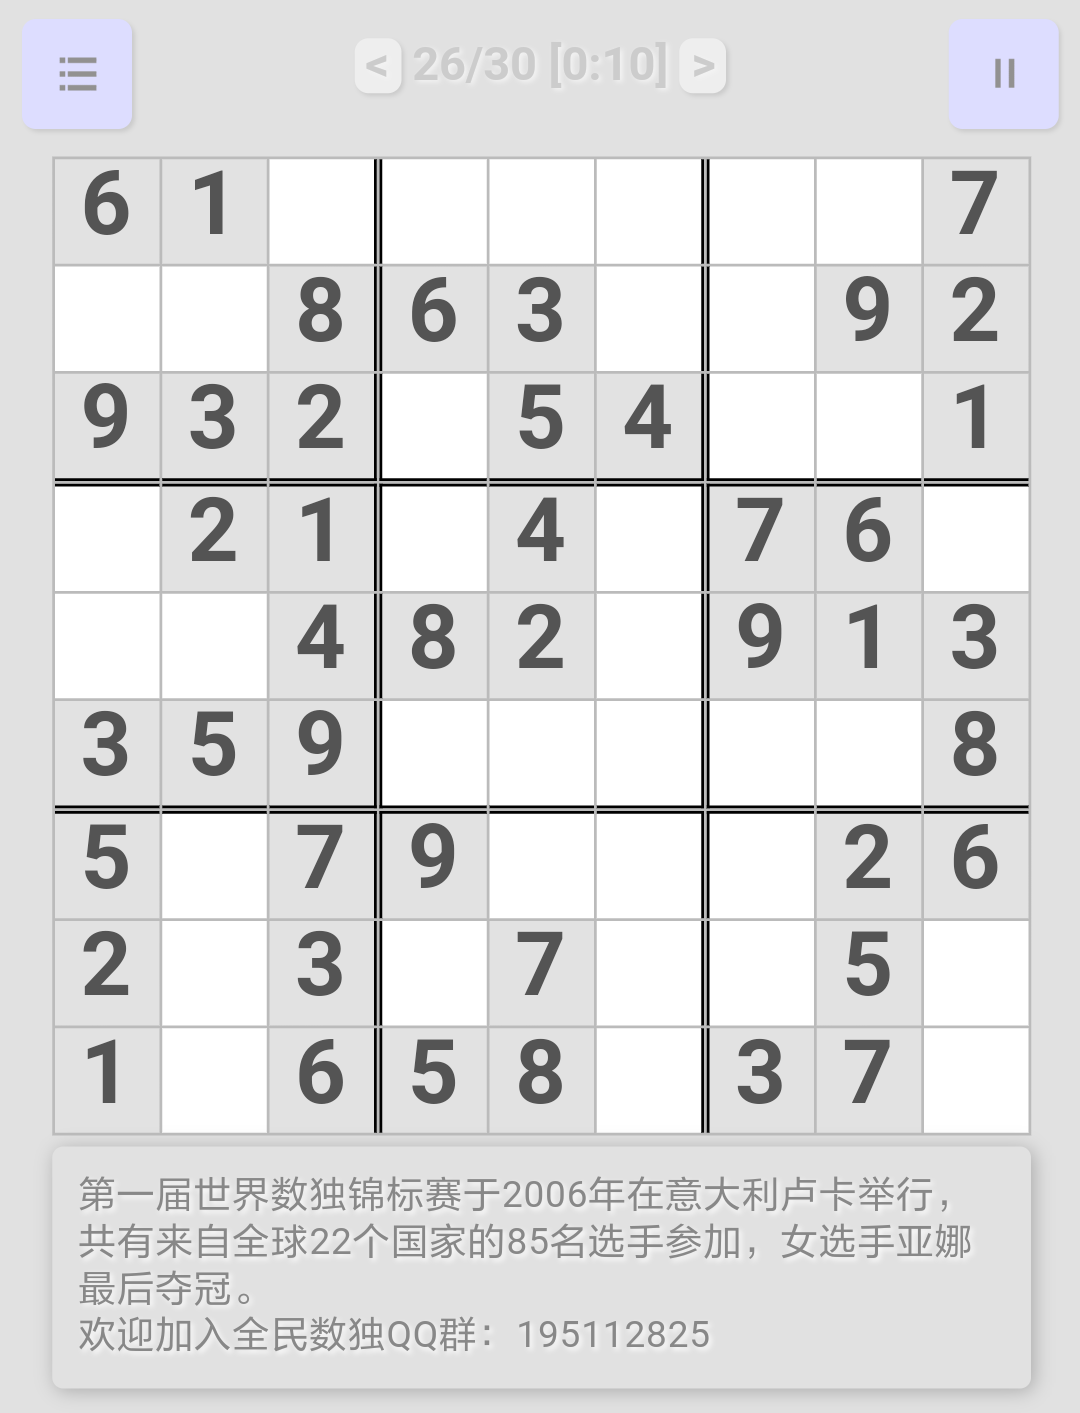 < 26/30 [0:10] >
6 1 7
8 6 3 9 2
9 3 2 5 4 1
2 1 4 7 6
4 8 2 9 1 3
3 5 9 8
5 7 9 2 6
2 3 7 5
1 6 5 8 3 7
第一届世界数独锦标赛于2006年在意大利卢卡举行，
共有来自全球22个国家的85名选手参加，女选手亚娜
最后夺冠。
欢迎加入全民数独QQ群：195112825